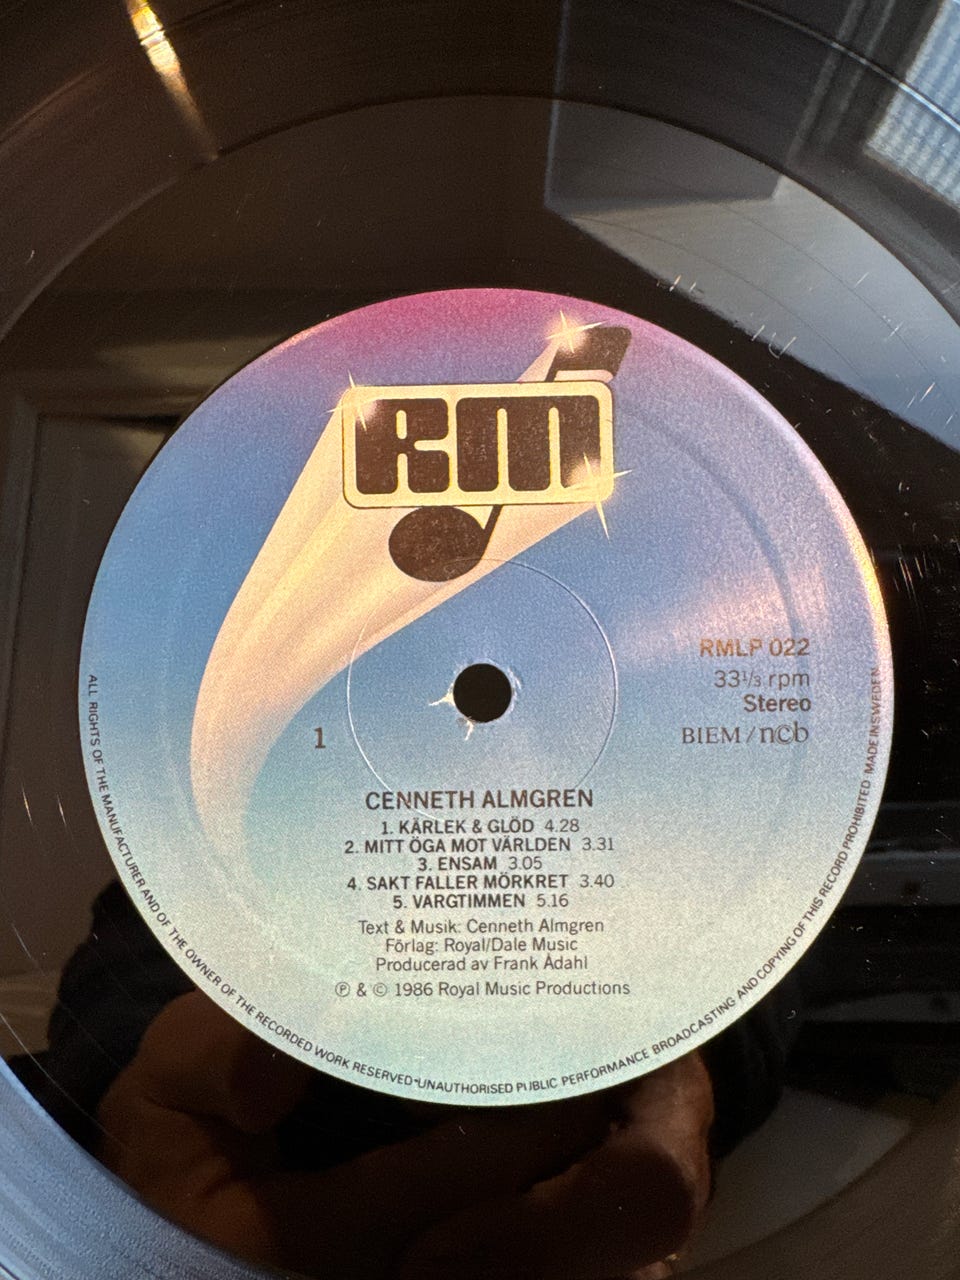 RM
RMLP 022
33⅓ rpm
Stereo
BIEM/n©b
1
CENNETH ALMGREN
1. KÄRLEK & GLÖD 4.28
2. MITT ÖGA MOT VÄRLDEN 3.31
3. ENSAM 3.05
4. SAKT FALLER MÖRKRET 3.40
5. VARGTIMMEN 5.16
Text & Musik: Cenneth Almgren
Förlag: Royal/Dale Music
Producerad av Frank Ådahl
℗ & © 1986 Royal Music Productions
ALL RIGHTS OF THE MANUFACTURER AND OF THE OWNER OF THE RECORDED WORK RESERVED•UNAUTHORISED PUBLIC PERFORMANCE BROADCASTING AND COPYING OF THIS RECORD PROHIBITED MADE IN SWEDEN